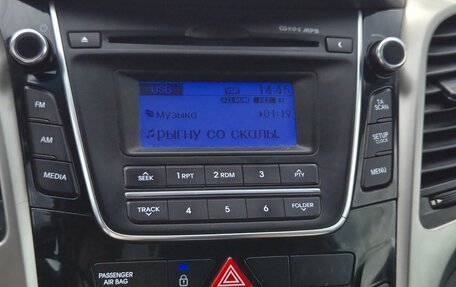 USB 14:45
Музыка 01:19
рыгну со скалы.
FM
AM
MEDIA
TA SCAN
SETUP
CLOCK
MENU
SEEK 1 RPT 2 RDM 3 PTY
TRACK 4 5 6 FOLDER
PASSENGER
AIR BAG